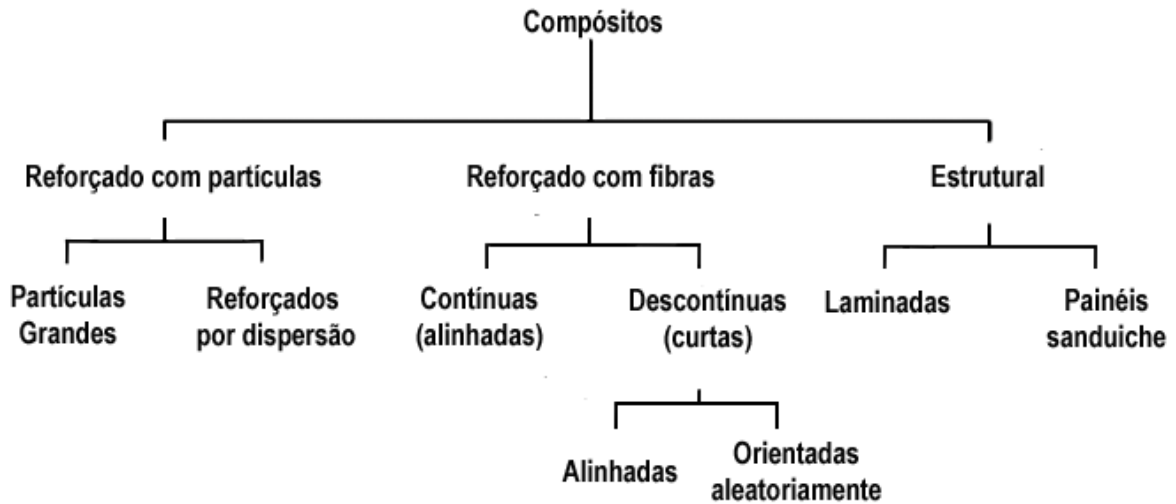 Compósitos
Reforçado com partículas
Reforçado com fibras
Estrutural
Partículas
Grandes
Reforçados
por dispersão
Contínuas
(alinhadas)
Descontínuas
(curtas)
Laminadas
Painéis
sanduiche
Alinhadas
Orientadas
aleatoriamente